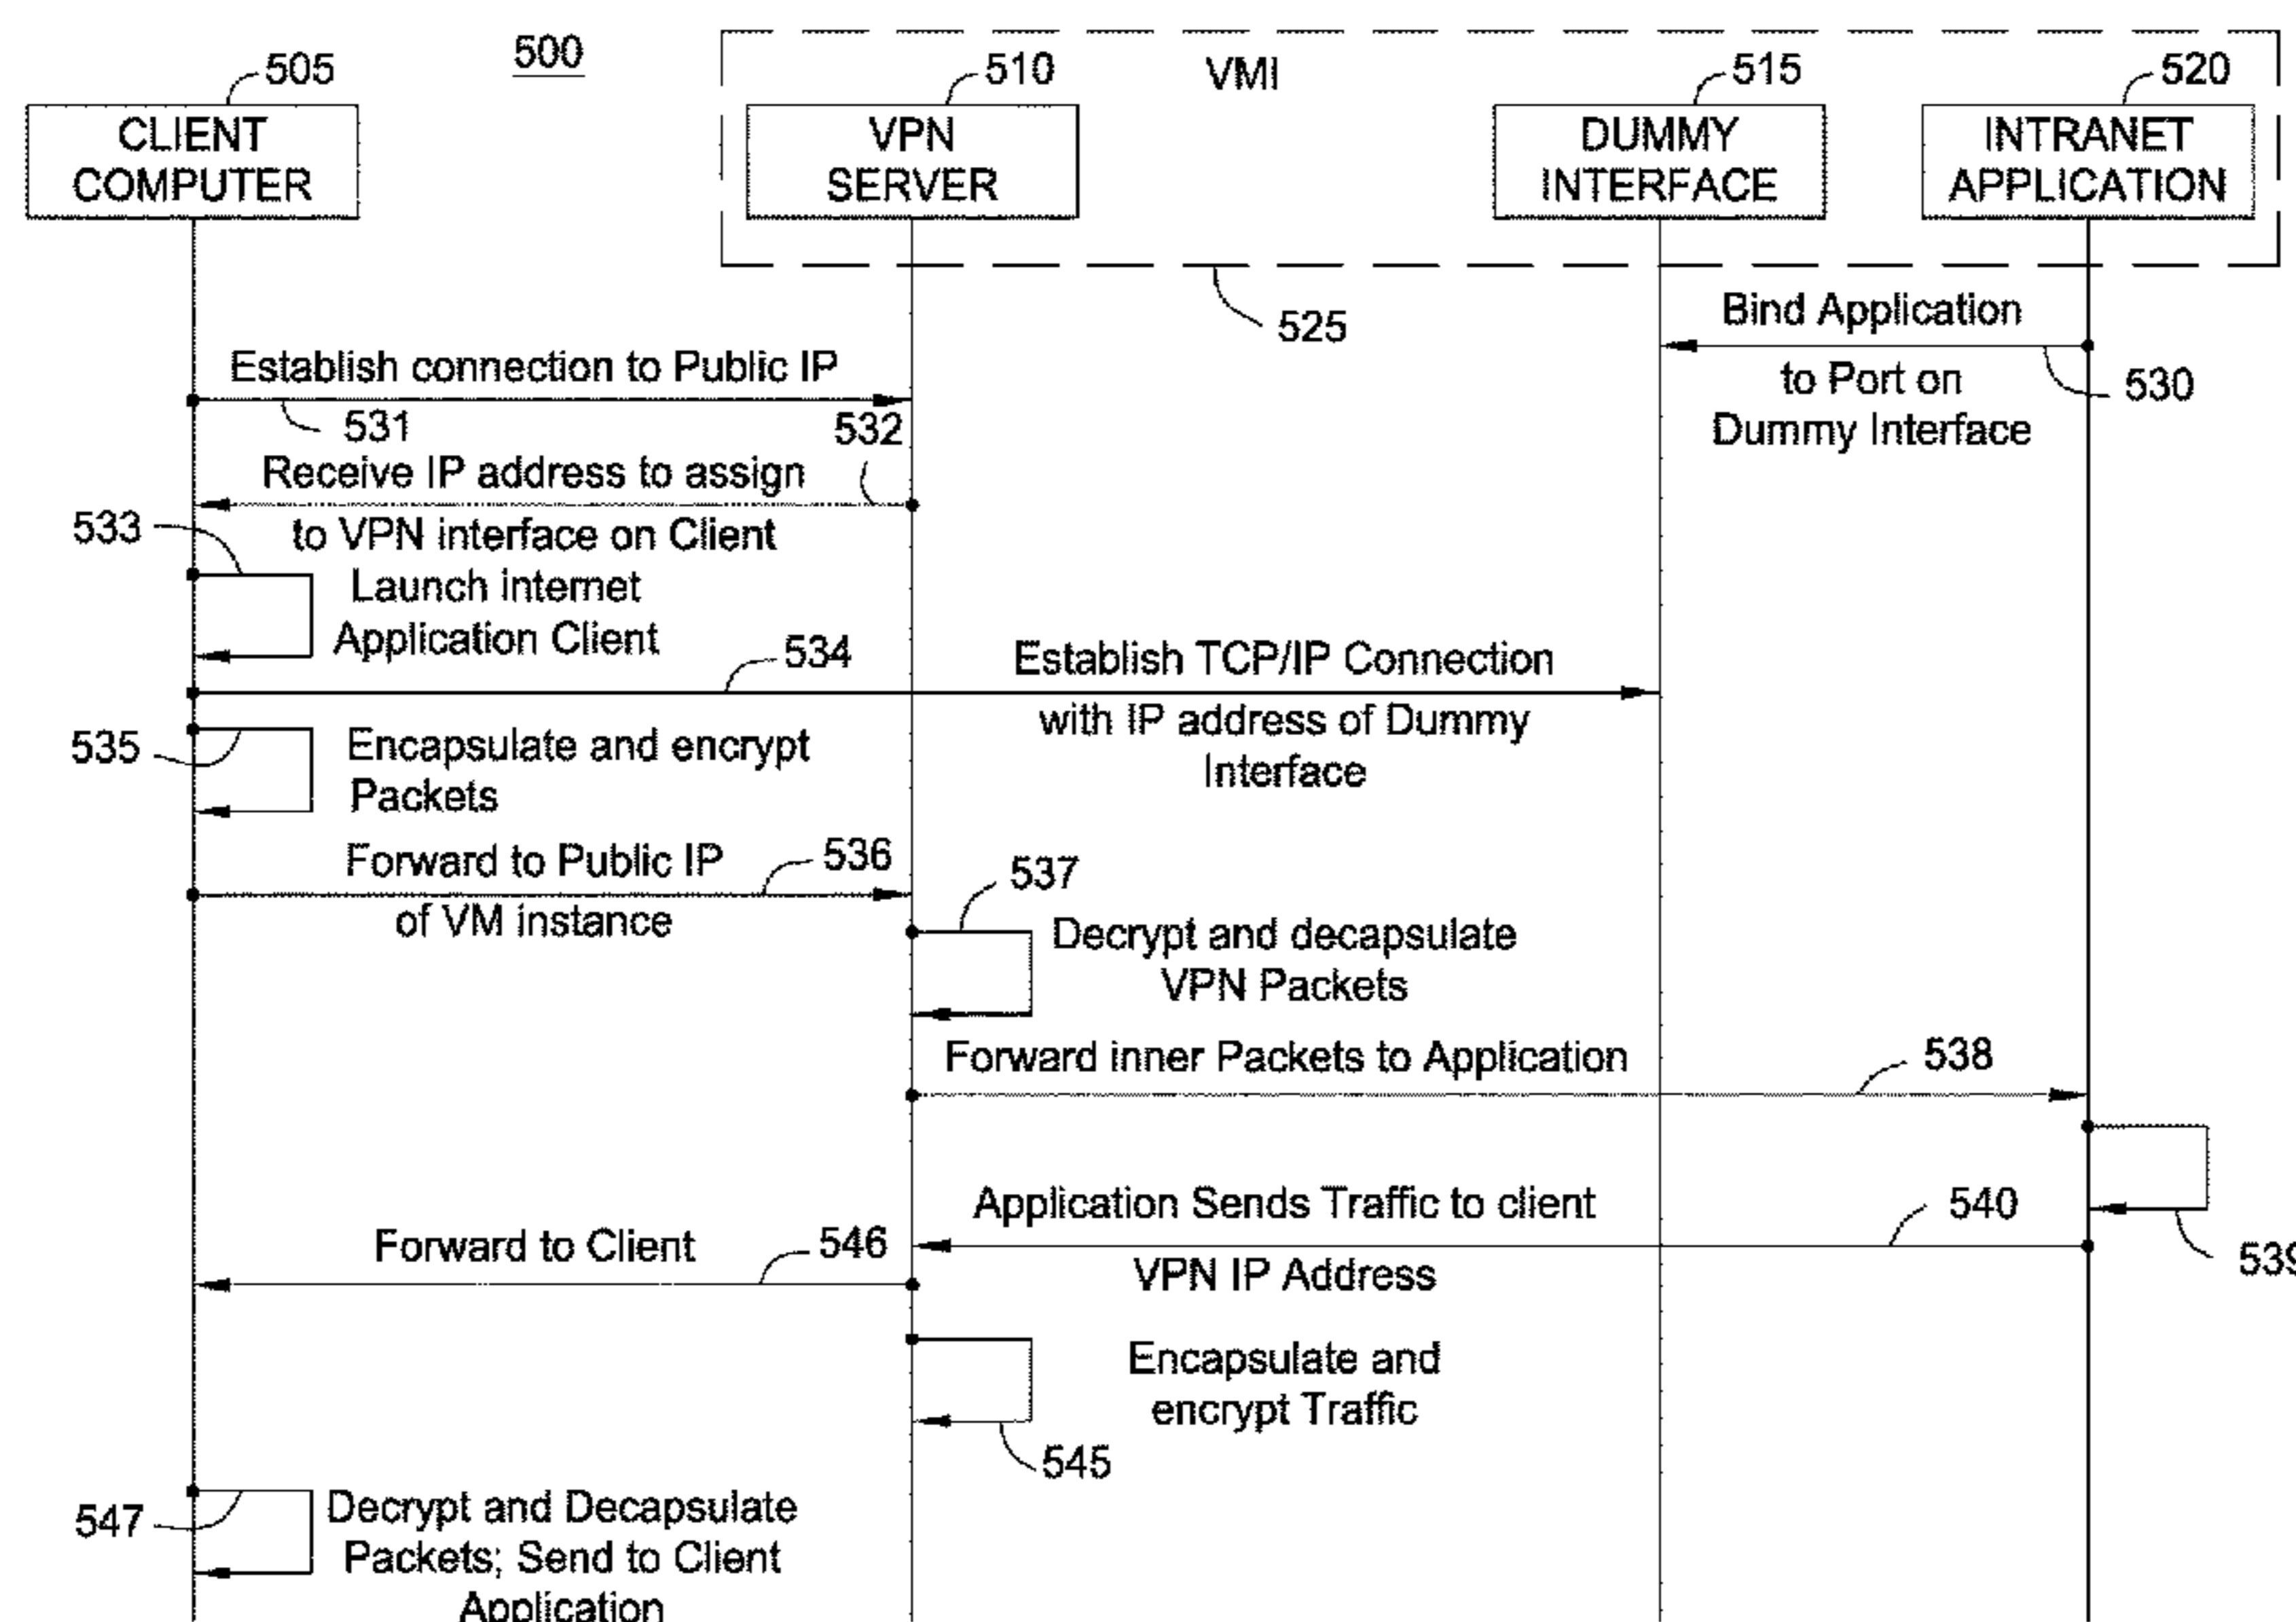 500
505
510
VMI
515
520
CLIENT
COMPUTER
VPN
SERVER
DUMMY
INTERFACE
INTRANET
APPLICATION
525
Bind Application
to Port on
Dummy Interface
530
Establish connection to Public IP
531
532
Receive IP address to assign
to VPN interface on Client
533
Launch internet
Application Client
534
Establish TCP/IP Connection
with IP address of Dummy
Interface
535
Encapsulate and encrypt
Packets
Forward to Public IP
of VM instance
536
537
Decrypt and decapsulate
VPN Packets
Forward inner Packets to Application
538
539
Application Sends Traffic to client
VPN IP Address
540
Forward to Client
546
Encapsulate and
encrypt Traffic
545
547
Decrypt and Decapsulate
Packets; Send to Client
Application